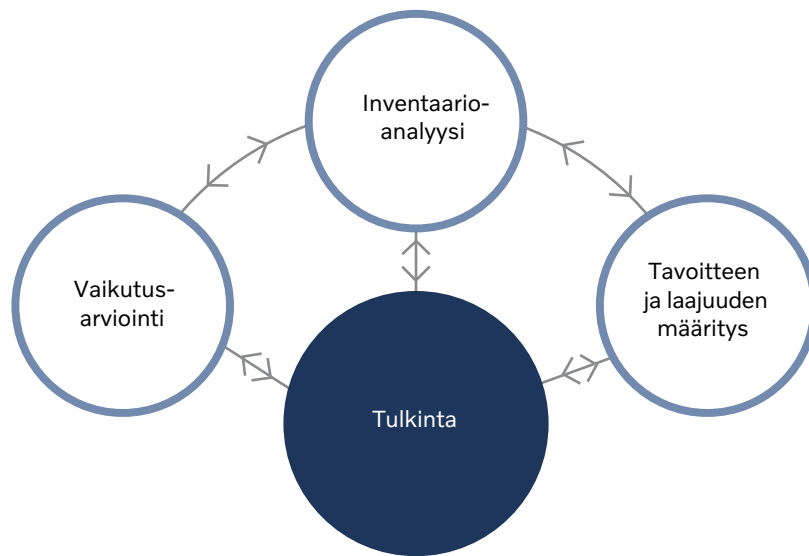 Inventaario-
analyysi
Vaikutus-
arviointi
Tavoitteen
ja laajuuden
määritys
Tulkinta